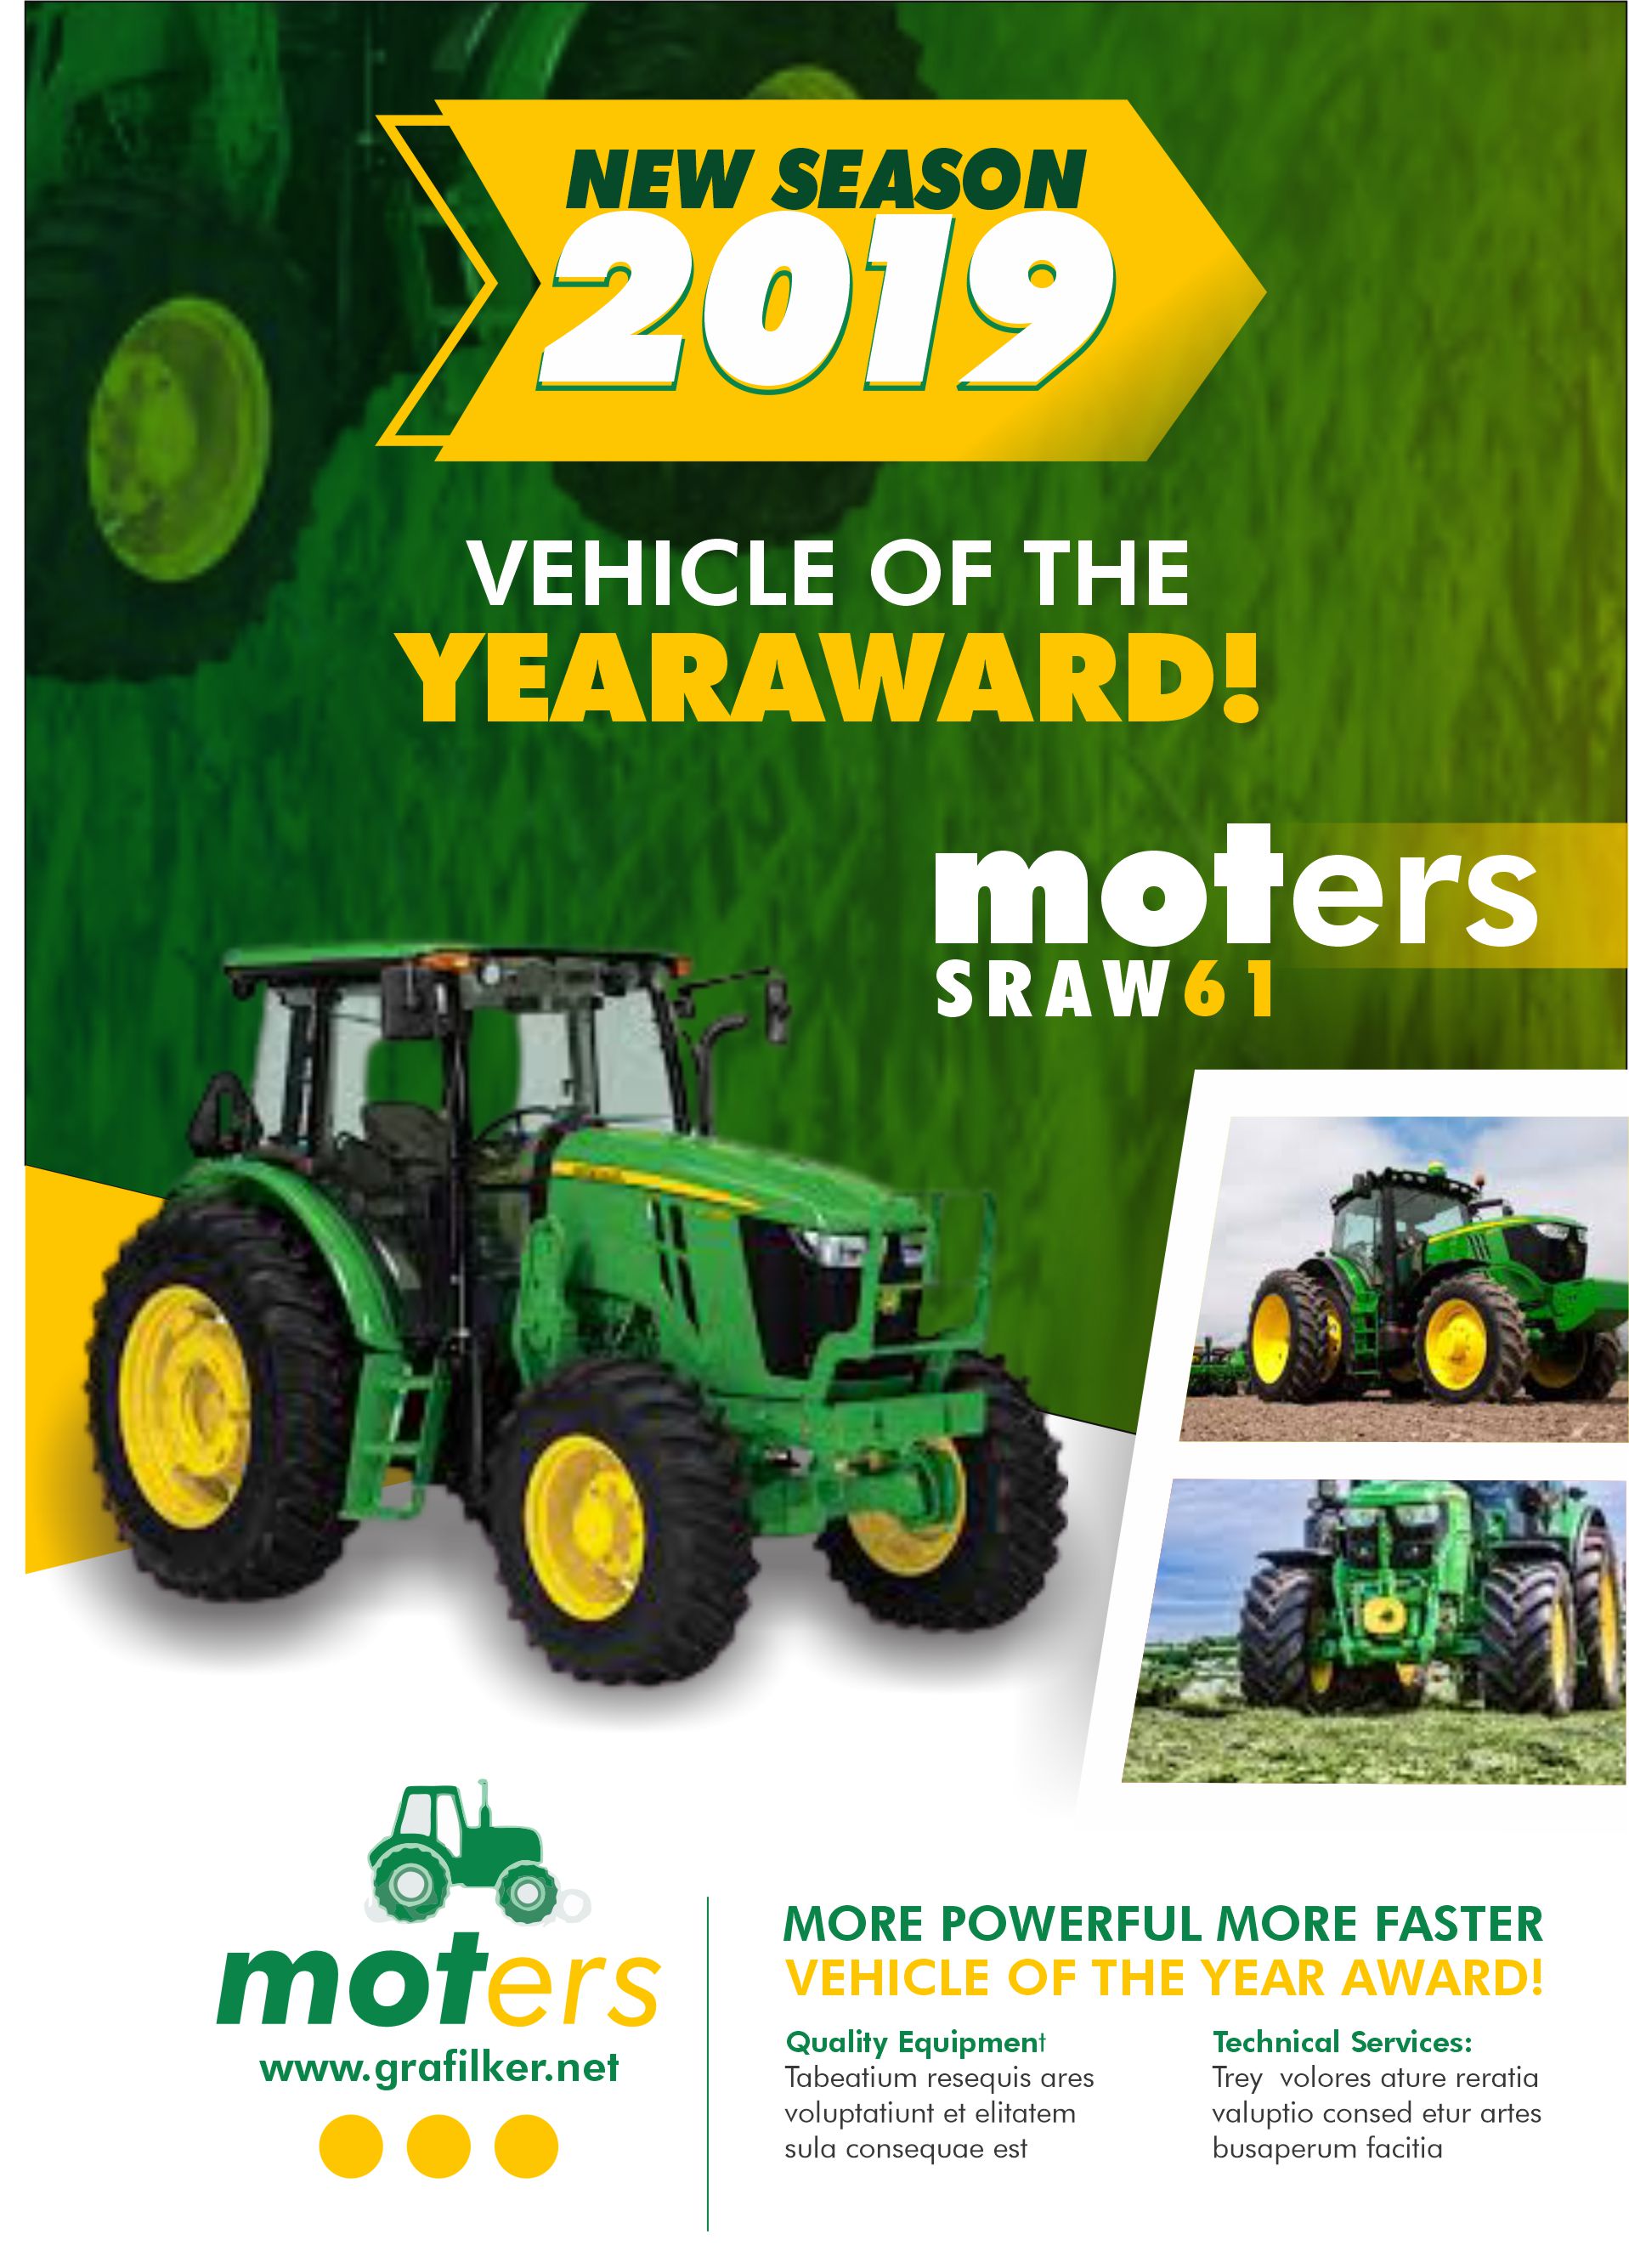 NEW SEASON
2019
VEHICLE OF THE
YEARAWARD!
moters
SRAW61
moters
www.grafilker.net
MORE POWERFUL MORE FASTER
VEHICLE OF THE YEAR AWARD!
Quality Equipment
Tabeatium resequis ares
voluptatiunt et elitatem
sula consequae est
Technical Services:
Trey volores ature reratia
valuptio consed etur artes
busaperum facitia